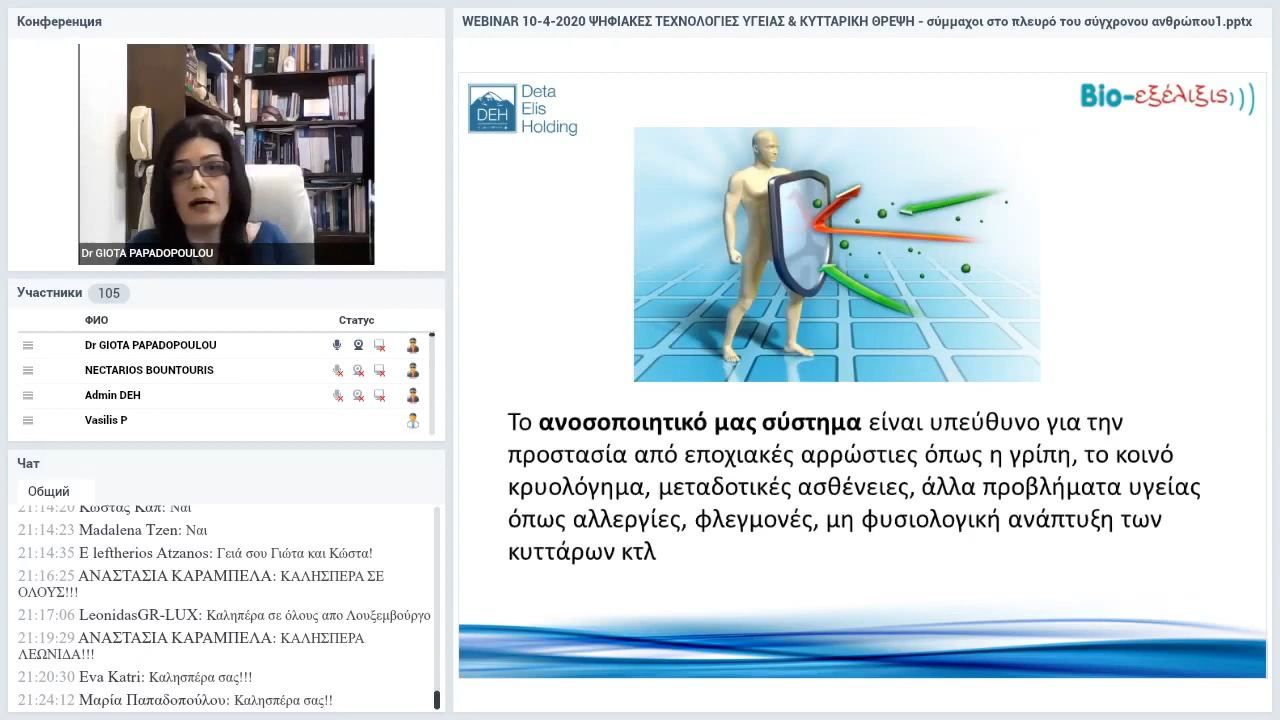 Конференция
Dr GIOTA PAPADOPOULOU
Участники 105
ФИО Статус
Dr GIOTA PAPADOPOULOU
NECTARIOS BOUNTOURIS
Admin DEH
Vasilis P
Чат
Общий
21:14:20 Κώστας Καπ: Ναι
21:14:23 Madalena Tzen: Ναι
21:14:35 E leftherios Atzanos: Γειά σου Γιώτα και Κώστα!
21:16:25 ΑΝΑΣΤΑΣΙΑ ΚΑΡΑΜΠΕΛΑ: ΚΑΛΗΣΠΕΡΑ ΣΕ
ΟΛΟΥΣ!!!
21:17:06 LeonidasGR-LUX: Καληπέρα σε όλους απο Λουξεμβούργο
21:19:29 ΑΝΑΣΤΑΣΙΑ ΚΑΡΑΜΠΕΛΑ: ΚΑΛΗΣΠΕΡΑ
ΛΕΩΝΙΔΑ!!!
21:20:30 Eva Katri: Καλησπέρα σας!!!
21:24:12 Μαρία Παπαδοπούλου: Καλησπέρα σας!!
WEBINAR 10-4-2020 ΨΗΦΙΑΚΕΣ ΤΕΧΝΟΛΟΓΙΕΣ ΥΓΕΙΑΣ & ΚΥΤΤΑΡΙΚΗ ΘΡΕΨΗ - σύμμαχοι στο πλευρό του σύγχρονου ανθρώπου1.pptx
DEH
Deta
Elis
Holding
Bio-εξέλιξις
Το ανοσοποιητικό μας σύστημα είναι υπεύθυνο για την
προστασία από εποχιακές αρρώστιες όπως η γρίπη, το κοινό
κρυολόγημα, μεταδοτικές ασθένειες, άλλα προβλήματα υγείας
όπως αλλεργίες, φλεγμονές, μη φυσιολογική ανάπτυξη των
κυττάρων κτλ